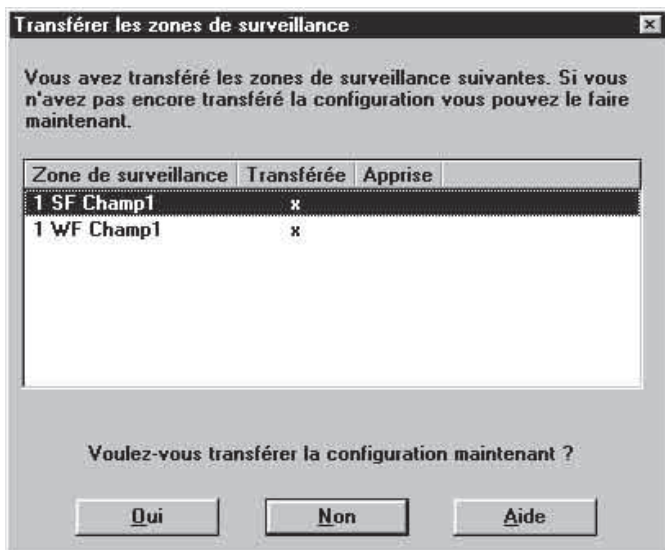 Transférer les zones de surveillance
Vous avez transféré les zones de surveillance suivantes. Si vous
n'avez pas encore transféré la configuration vous pouvez le faire
maintenant.
Zone de surveillance Transférée Apprise
1 SF Champ1 x
1 WF Champ1 x
Voulez-vous transférer la configuration maintenant ?
Oui Non Aide